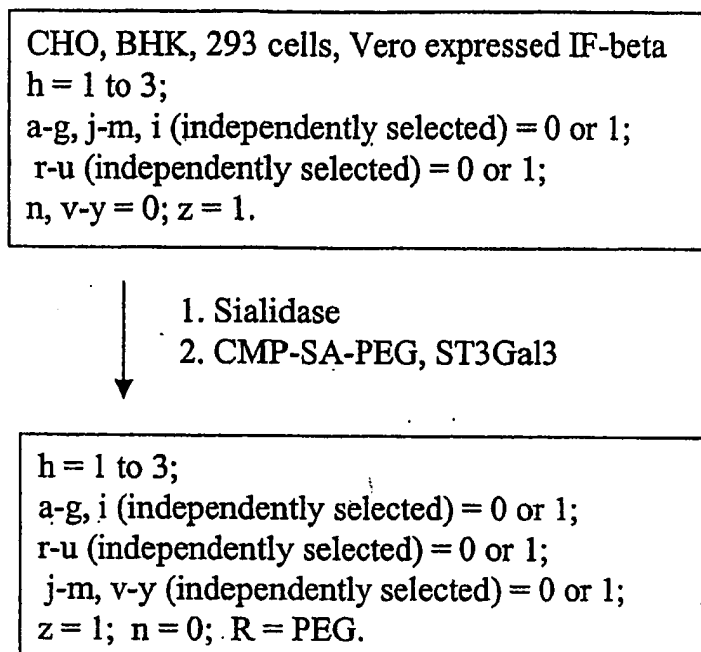 CHO, BHK, 293 cells, Vero expressed IF-beta
h = 1 to 3;
a-g, j-m, i (independently selected) = 0 or 1;
r-u (independently selected) = 0 or 1;
n, v-y = 0; z = 1.
1. Sialidase
2. CMP-SA-PEG, ST3Gal3
h = 1 to 3;
a-g, i (independently selected) = 0 or 1;
r-u (independently selected) = 0 or 1;
j-m, v-y (independently selected) = 0 or 1;
z = 1; n = 0; R = PEG.